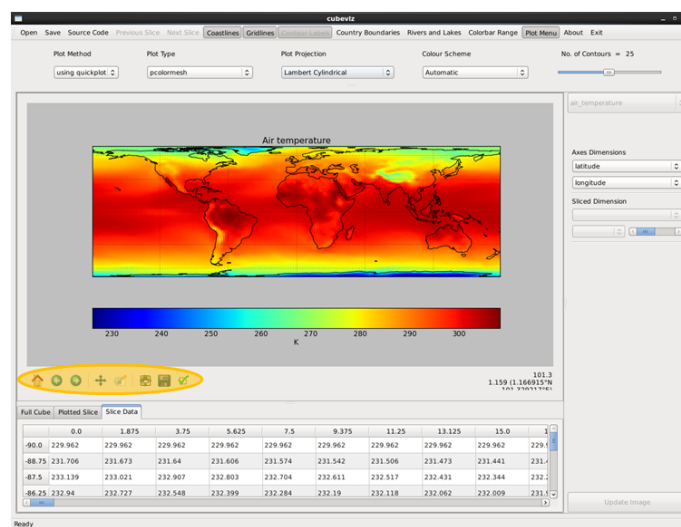 cubeviz
Open Save Source Code Previous Slice Next Slice Coastlines Gridlines Contour Labels Country Boundaries Rivers and Lakes Colorbar Range Plot Menu About Exit
Plot Method Plot Type Plot Projection Colour Scheme No. of Contours = 25
using quickplot pcolormesh Lambert Cylindrical Automatic
air_temperature
Air temperature
Axes Dimensions
latitude
longitude
Sliced Dimension
230 240 250 260 270 280 290 300
K
101.3
1.159 (1.166915°N
101.329217°E)
Full Cube Plotted Slice Slice Data
0.0 1.875 3.75 5.625 7.5 9.375 11.25 13.125 15.0
-90.0 229.962 229.962 229.962 229.962 229.962 229.962 229.962 229.962 229.962
-88.75 231.706 231.673 231.64 231.606 231.574 231.542 231.506 231.473 231.441
-87.5 233.139 233.021 232.907 232.803 232.704 232.611 232.517 232.431 232.344
-86.25 232.94 232.727 232.548 232.399 232.284 232.19 232.118 232.062 232.009
Update Image
Ready